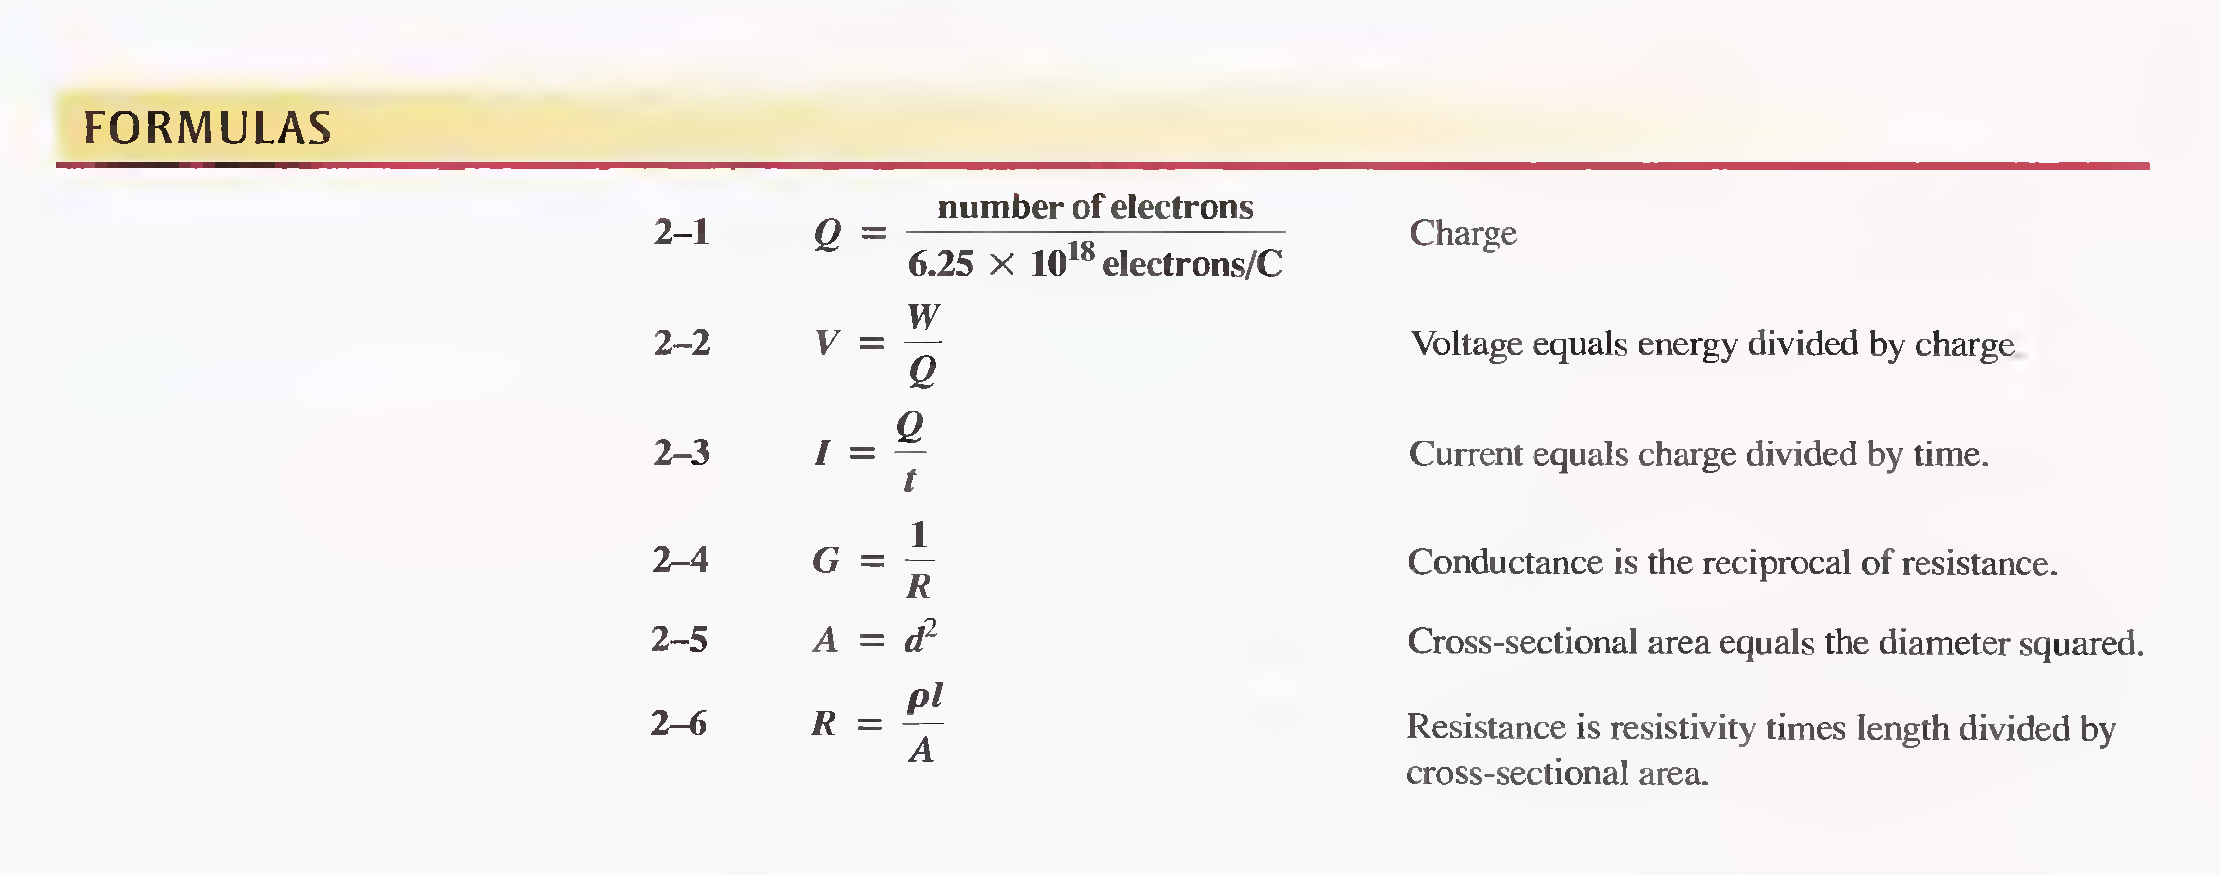 FORMULAS
2–1 Q = number of electrons / 6.25 × 10¹⁸ electrons/C Charge
2–2 V = W / Q Voltage equals energy divided by charge
2–3 I = Q / t Current equals charge divided by time.
2–4 G = 1 / R Conductance is the reciprocal of resistance.
2–5 A = d² Cross-sectional area equals the diameter squared.
2–6 R = ρl / A Resistance is resistivity times length divided by
cross-sectional area.